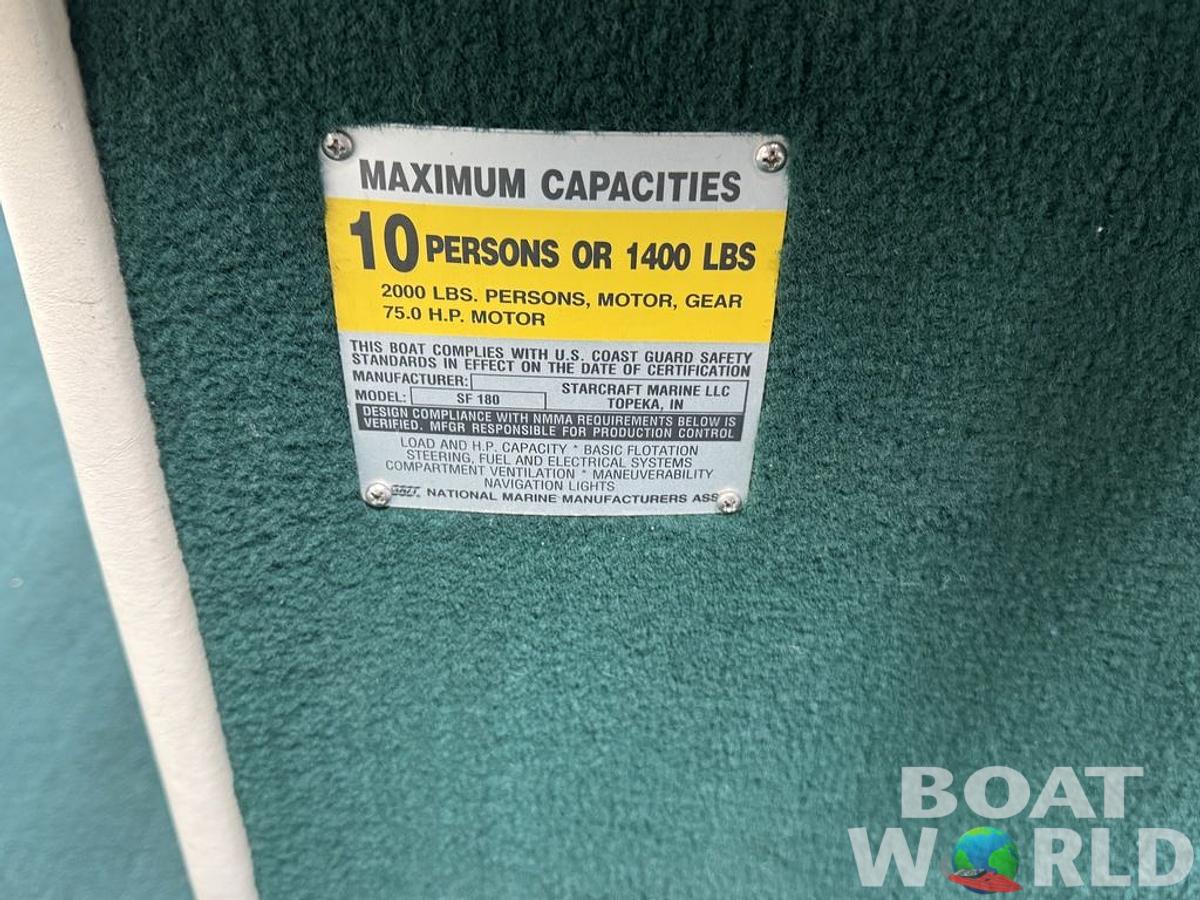 MAXIMUM CAPACITIES
10 PERSONS OR 1400 LBS
2000 LBS. PERSONS, MOTOR, GEAR
75.0 H.P. MOTOR
THIS BOAT COMPLIES WITH U.S. COAST GUARD SAFETY
STANDARDS IN EFFECT ON THE DATE OF CERTIFICATION
MANUFACTURER: STARCRAFT MARINE LLC
MODEL: SF 180 TOPEKA, IN
DESIGN COMPLIANCE WITH NMMA REQUIREMENTS BELOW IS
VERIFIED. MFGR RESPONSIBLE FOR PRODUCTION CONTROL
LOAD AND H.P. CAPACITY * BASIC FLOTATION
STEERING, FUEL AND ELECTRICAL SYSTEMS
COMPARTMENT VENTILATION * MANEUVERABILITY
NAVIGATION LIGHTS
NATIONAL MARINE MANUFACTURERS ASS
BOAT
WORLD